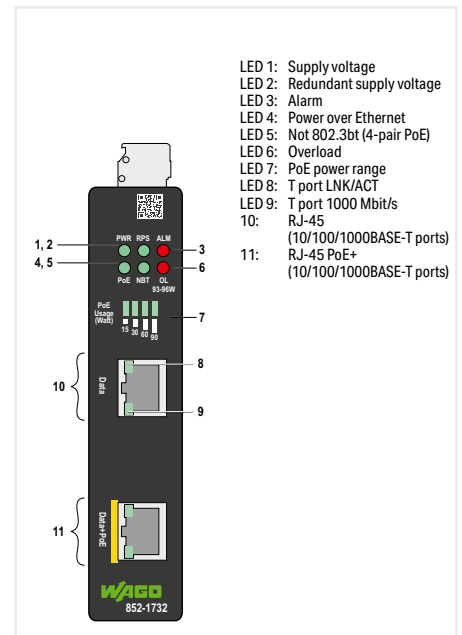 LED 1: Supply voltage
LED 2: Redundant supply voltage
LED 3: Alarm
LED 4: Power over Ethernet
LED 5: Not 802.3bt (4-pair PoE)
LED 6: Overload
LED 7: PoE power range
LED 8: T port LNK/ACT
LED 9: T port 1000 Mbit/s
10: RJ-45
(10/100/1000BASE-T ports)
11: RJ-45 PoE+
(10/100/1000BASE-T ports)
PWR RPS ALM
1, 2
3
4, 5
6
PoE NBT OL
93-96W
PoE
Usage
(Watt)
15 30 60 90
7
8
10
Data
9
11
Data+PoE
WAGO
852-1732